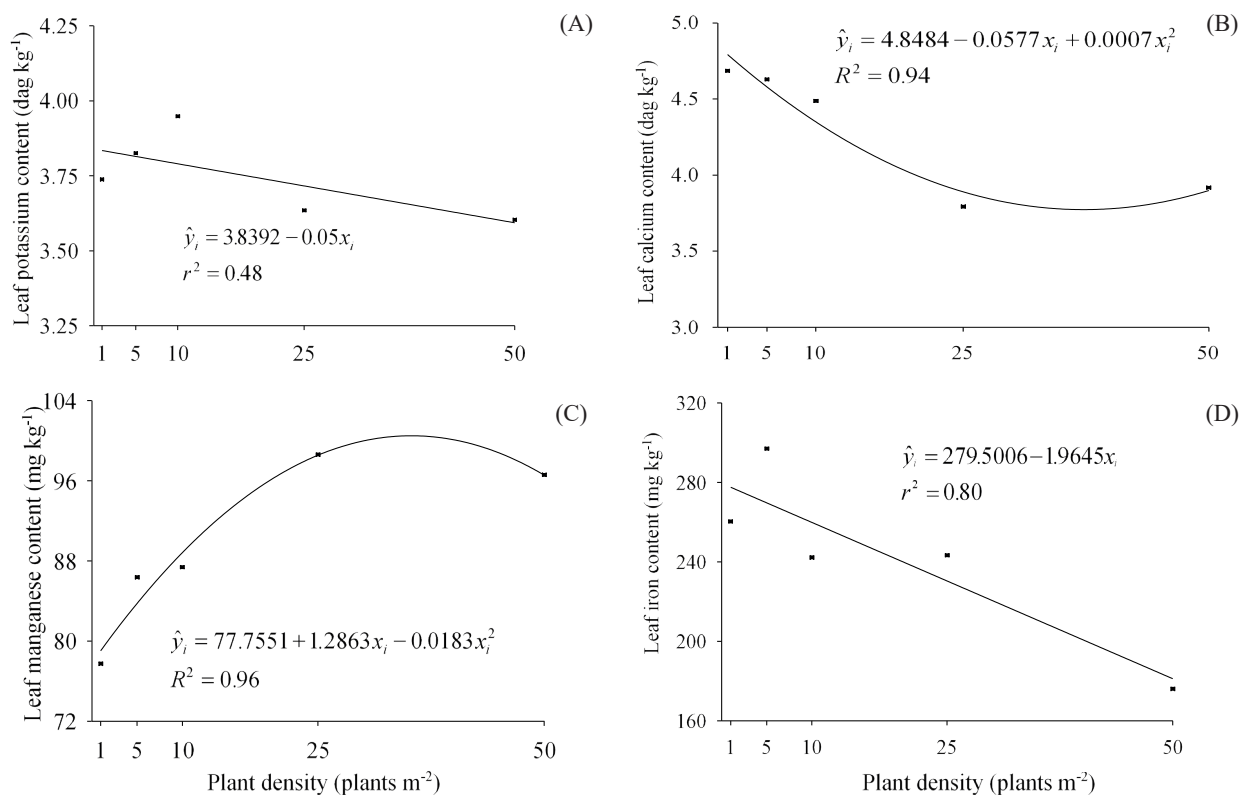 (A)
4.25
4.00
3.75
3.50
3.25
Leaf potassium content (dag kg⁻¹)
ŷᵢ = 3.8392 − 0.05xᵢ
r² = 0.48
1 5 10 25 50
(B)
5.0
4.5
4.0
3.5
3.0
Leaf calcium content (dag kg⁻¹)
ŷᵢ = 4.8484 − 0.0577xᵢ + 0.0007xᵢ²
R² = 0.94
1 5 10 25 50
(C)
104
96
88
80
72
Leaf manganese content (mg kg⁻¹)
ŷᵢ = 77.7551 + 1.2863xᵢ − 0.0183xᵢ²
R² = 0.96
1 5 10 25 50
Plant density (plants m⁻²)
(D)
320
280
240
200
160
Leaf iron content (mg kg⁻¹)
ŷᵢ = 279.5006 − 1.9645xᵢ
r² = 0.80
1 5 10 25 50
Plant density (plants m⁻²)